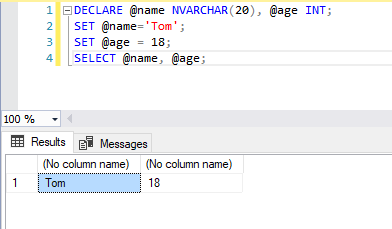 1 DECLARE @name NVARCHAR(20), @age INT;
2 SET @name='Tom';
3 SET @age = 18;
4 SELECT @name, @age;
100 %
Results Messages
(No column name) (No column name)
1 Tom 18